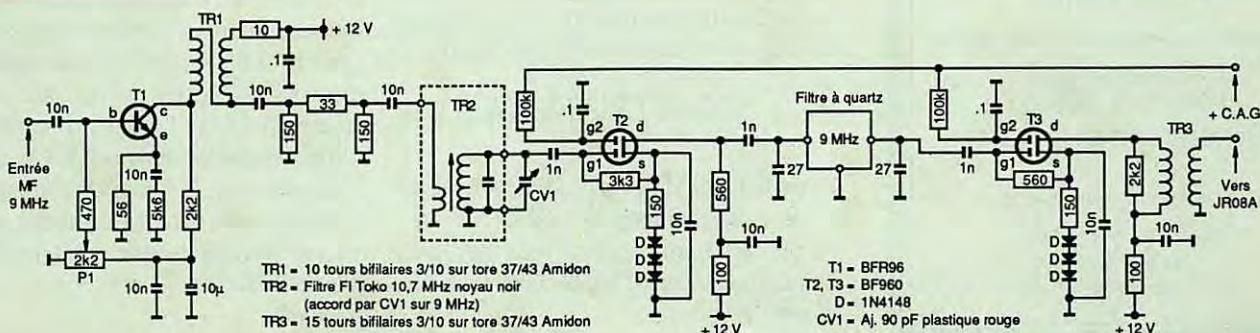 TR1
10
+ 12 V
.1
10n
T1
b
c
e
10n
33
10n
150
150
TR2
Entrée
MF
9 MHz
470
56
10n
5k6
2k2
2k2
P1
10n
10µ
1n
CV1
100k
.1
T2
g2
d
g1
s
3k3
150
D
D
D
10n
560
10n
100
+ 12 V
1n
27
Filtre à quartz
9 MHz
27
100k
1n
.1
T3
g2
d
g1
s
560
150
D
D
D
10n
2k2
10n
100
+ 12 V
TR3
+ C.A.G
Vers
JR08A
TR1 = 10 tours bifilaires 3/10 sur tore 37/43 Amidon
TR2 = Filtre FI Toko 10,7 MHz noyau noir
(accord par CV1 sur 9 MHz)
TR3 = 15 tours bifilaires 3/10 sur tore 37/43 Amidon
T1 = BFR96
T2, T3 = BF960
D = 1N4148
CV1 = Aj. 90 pF plastique rouge